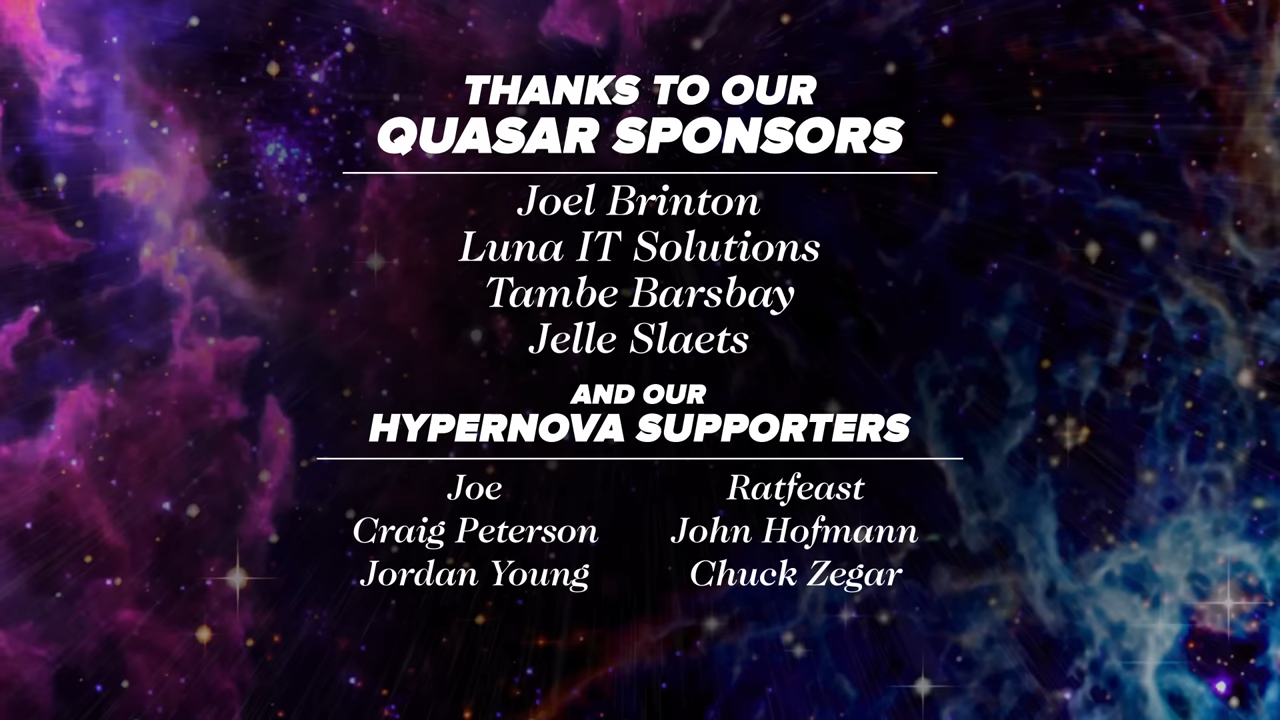 THANKS TO OUR
QUASAR SPONSORS
Joel Brinton
Luna IT Solutions
Tambe Barsbay
Jelle Slaets
AND OUR
HYPERNOVA SUPPORTERS
Joe
Craig Peterson
Jordan Young
Ratfeast
John Hofmann
Chuck Zegar